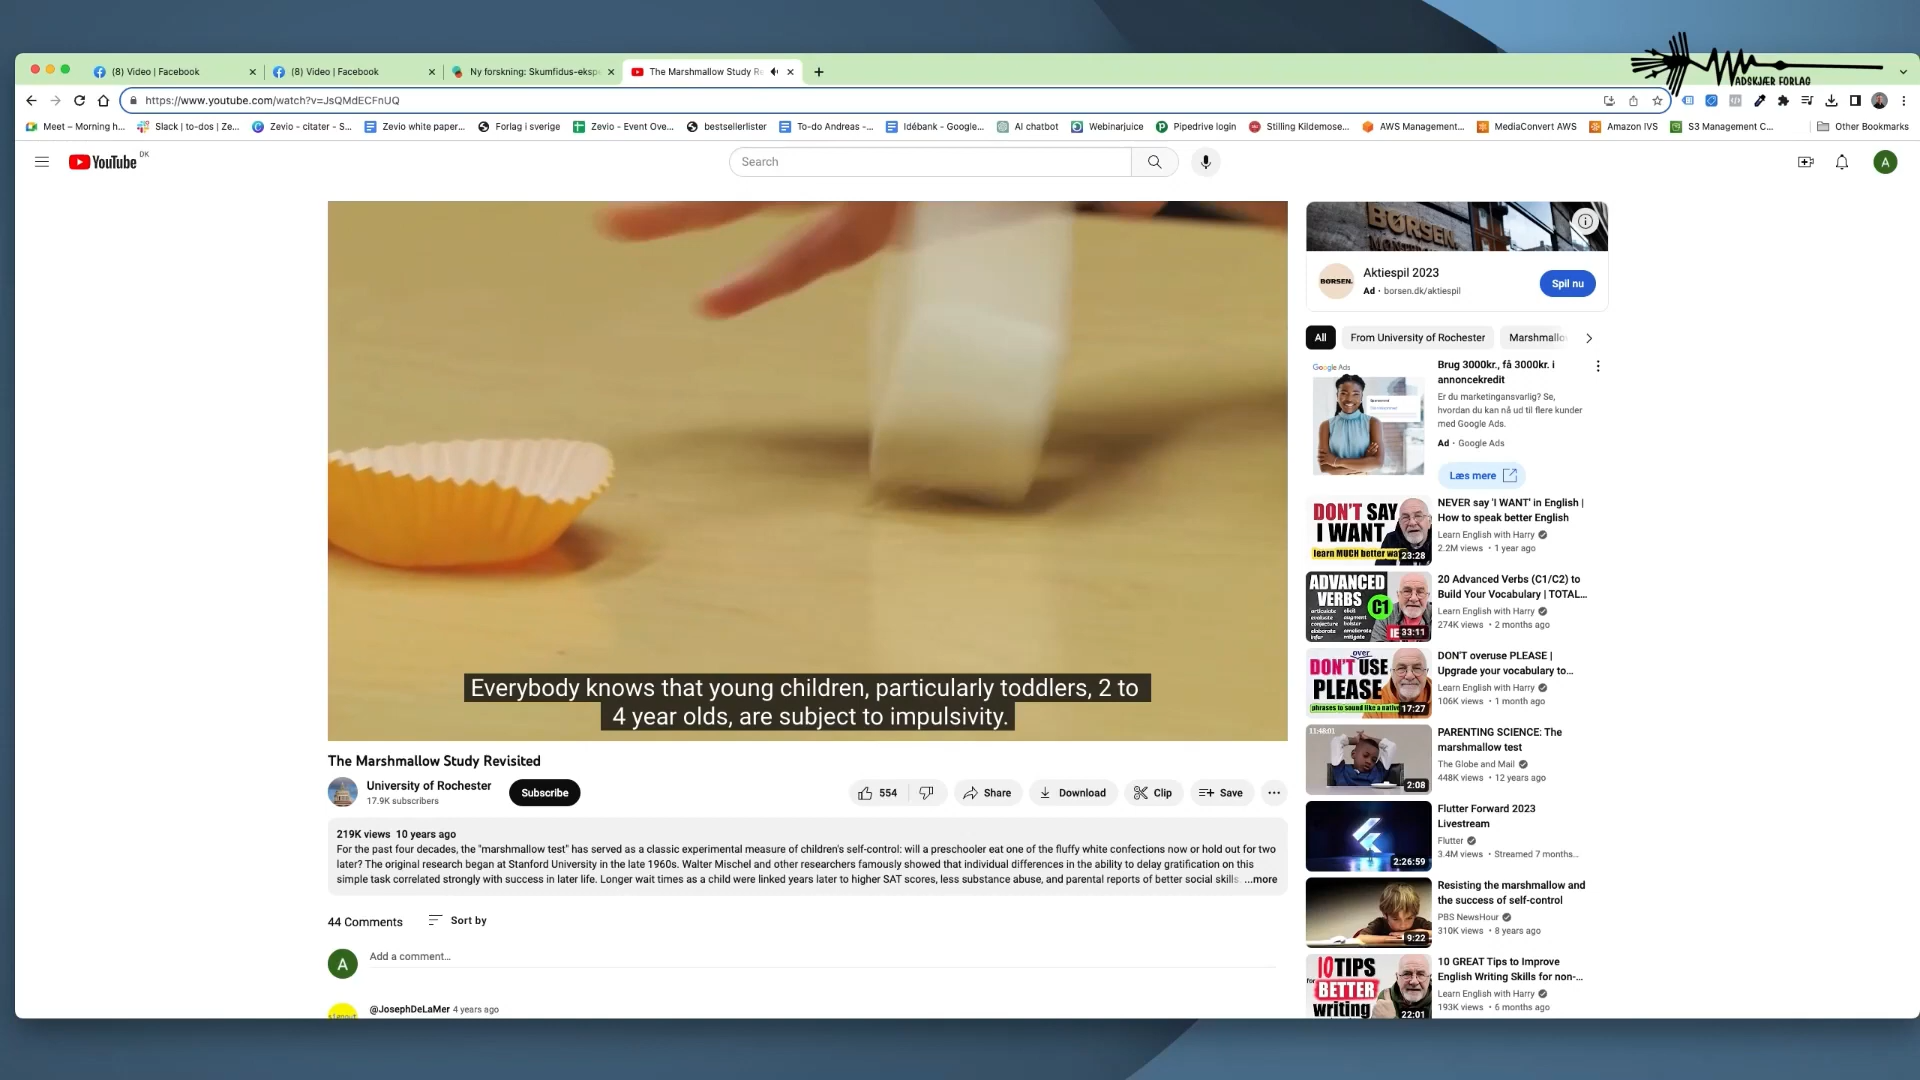 (8) Video | Facebook
(8) Video | Facebook
Ny forskning: Skumfidus-eksp
The Marshmallow Study Re
ADSKJÆR FORLAG
https://www.youtube.com/watch?v=JsQMdECFnUQ
Meet – Morning h...
Slack | to-dos | Ze...
Zevio - citater - S...
Zevio white paper...
Forlag i sverige
Zevio - Event Ove...
bestsellerlister
To-do Andreas -...
Idébank - Google...
AI chatbot
Webinarjuice
Pipedrive login
Stilling Kildemose...
AWS Management...
MediaConvert AWS
Amazon IVS
S3 Management C...
Other Bookmarks
YouTube DK
Search
A
Everybody knows that young children, particularly toddlers, 2 to
4 year olds, are subject to impulsivity.
The Marshmallow Study Revisited
University of Rochester
17.9K subscribers
Subscribe
554
Share
Download
Clip
Save
219K views 10 years ago
For the past four decades, the "marshmallow test" has served as a classic experimental measure of children's self-control: will a preschooler eat one of the fluffy white confections now or hold out for two
later? The original research began at Stanford University in the late 1960s. Walter Mischel and other researchers famously showed that individual differences in the ability to delay gratification on this
simple task correlated strongly with success in later life. Longer wait times as a child were linked years later to higher SAT scores, less substance abuse, and parental reports of better social skills. ...more
44 Comments
Sort by
A
Add a comment...
@JosephDeLaMer 4 years ago
BØRSEN.
BØRSEN.
Aktiespil 2023
Ad · borsen.dk/aktiespil
Spil nu
All
From University of Rochester
Marshmallo
Google Ads
Brug 3000kr., få 3000kr. i
annoncekredit
Er du marketingansvarlig? Se,
hvordan du kan nå ud til flere kunder
med Google Ads.
Ad · Google Ads
Læs mere
DON'T SAY
I WANT
learn MUCH better wa
23:28
NEVER say 'I WANT' in English |
How to speak better English
Learn English with Harry
2.2M views • 1 year ago
ADVANCED
VERBS
C1
IE
33:11
20 Advanced Verbs (C1/C2) to
Build Your Vocabulary | TOTAL...
Learn English with Harry
274K views • 2 months ago
over
DON'T USE
PLEASE
phrases to sound like a native
17:27
DON'T overuse PLEASE |
Upgrade your vocabulary to...
Learn English with Harry
106K views • 1 month ago
11:48:01
2:08
PARENTING SCIENCE: The
marshmallow test
The Globe and Mail
448K views • 12 years ago
2:26:59
Flutter Forward 2023
Livestream
Flutter
3.4M views • Streamed 7 months...
9:22
Resisting the marshmallow and
the success of self-control
PBS NewsHour
310K views • 8 years ago
10 TIPS
for BETTER
writing
22:01
10 GREAT Tips to Improve
English Writing Skills for non-...
Learn English with Harry
193K views • 6 months ago